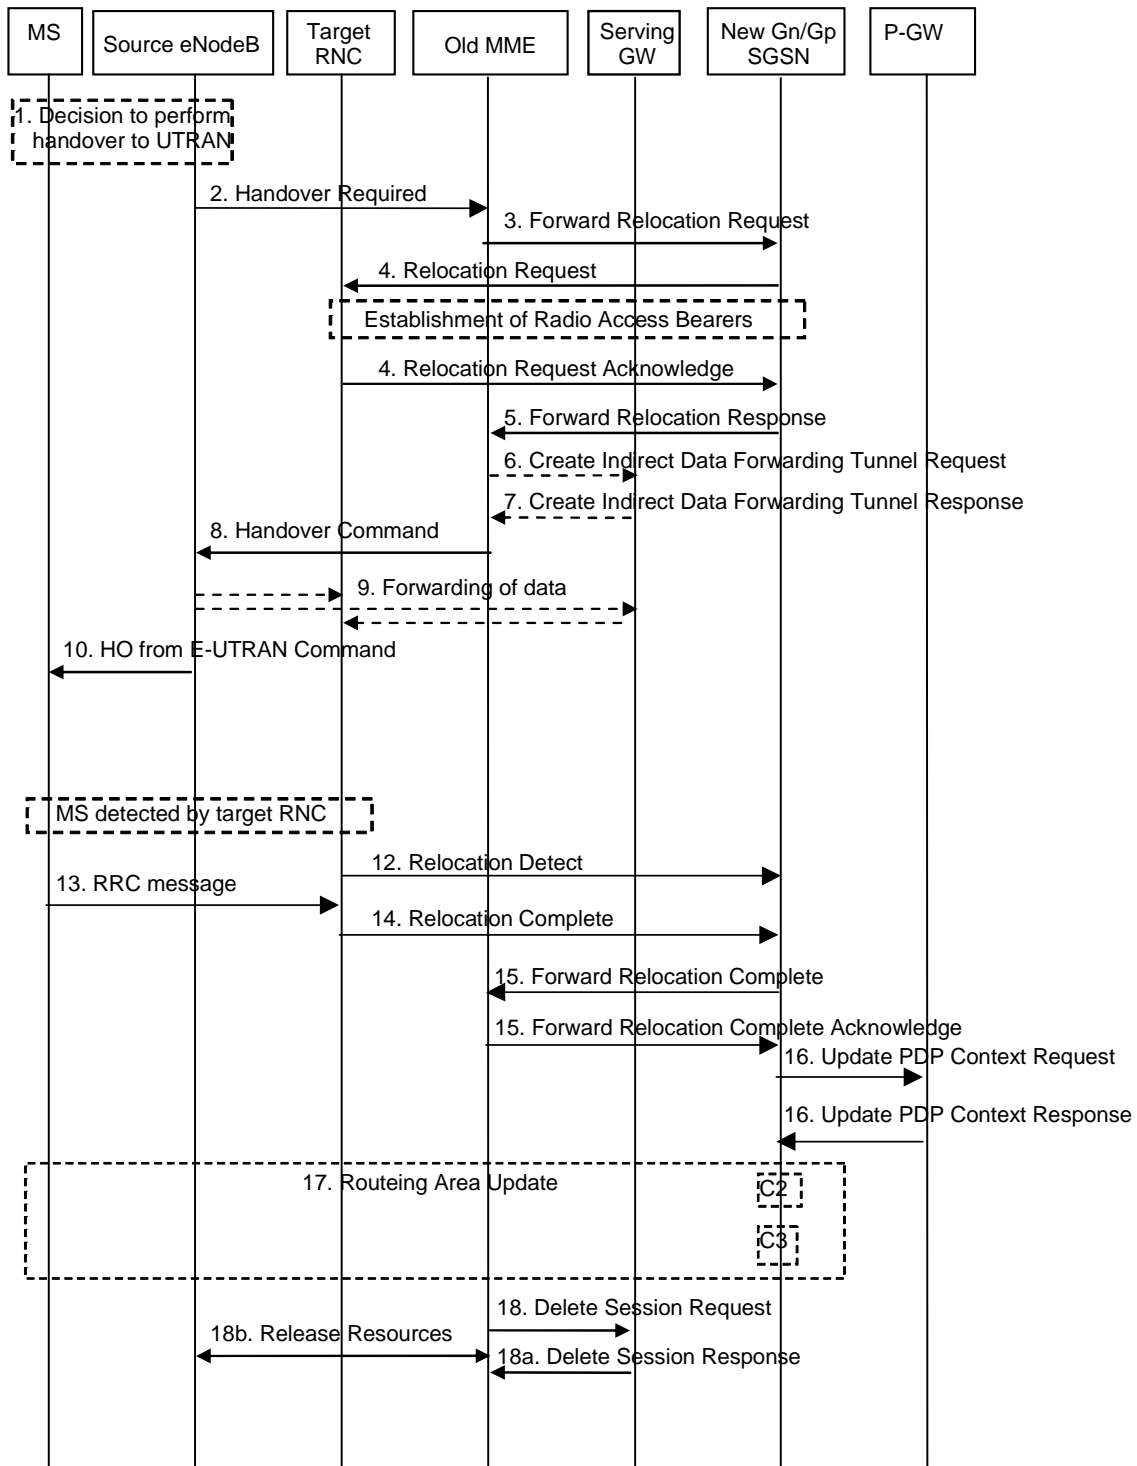 MS
Source eNodeB
Target
RNC
Old MME
Serving
GW
New Gn/Gp
SGSN
P-GW
1. Decision to perform
handover to UTRAN
2. Handover Required
3. Forward Relocation Request
4. Relocation Request
Establishment of Radio Access Bearers
4. Relocation Request Acknowledge
5. Forward Relocation Response
6. Create Indirect Data Forwarding Tunnel Request
7. Create Indirect Data Forwarding Tunnel Response
8. Handover Command
9. Forwarding of data
10. HO from E-UTRAN Command
MS detected by target RNC
12. Relocation Detect
13. RRC message
14. Relocation Complete
15. Forward Relocation Complete
15. Forward Relocation Complete Acknowledge
16. Update PDP Context Request
16. Update PDP Context Response
17. Routeing Area Update
C2
C3
18. Delete Session Request
18b. Release Resources
18a. Delete Session Response